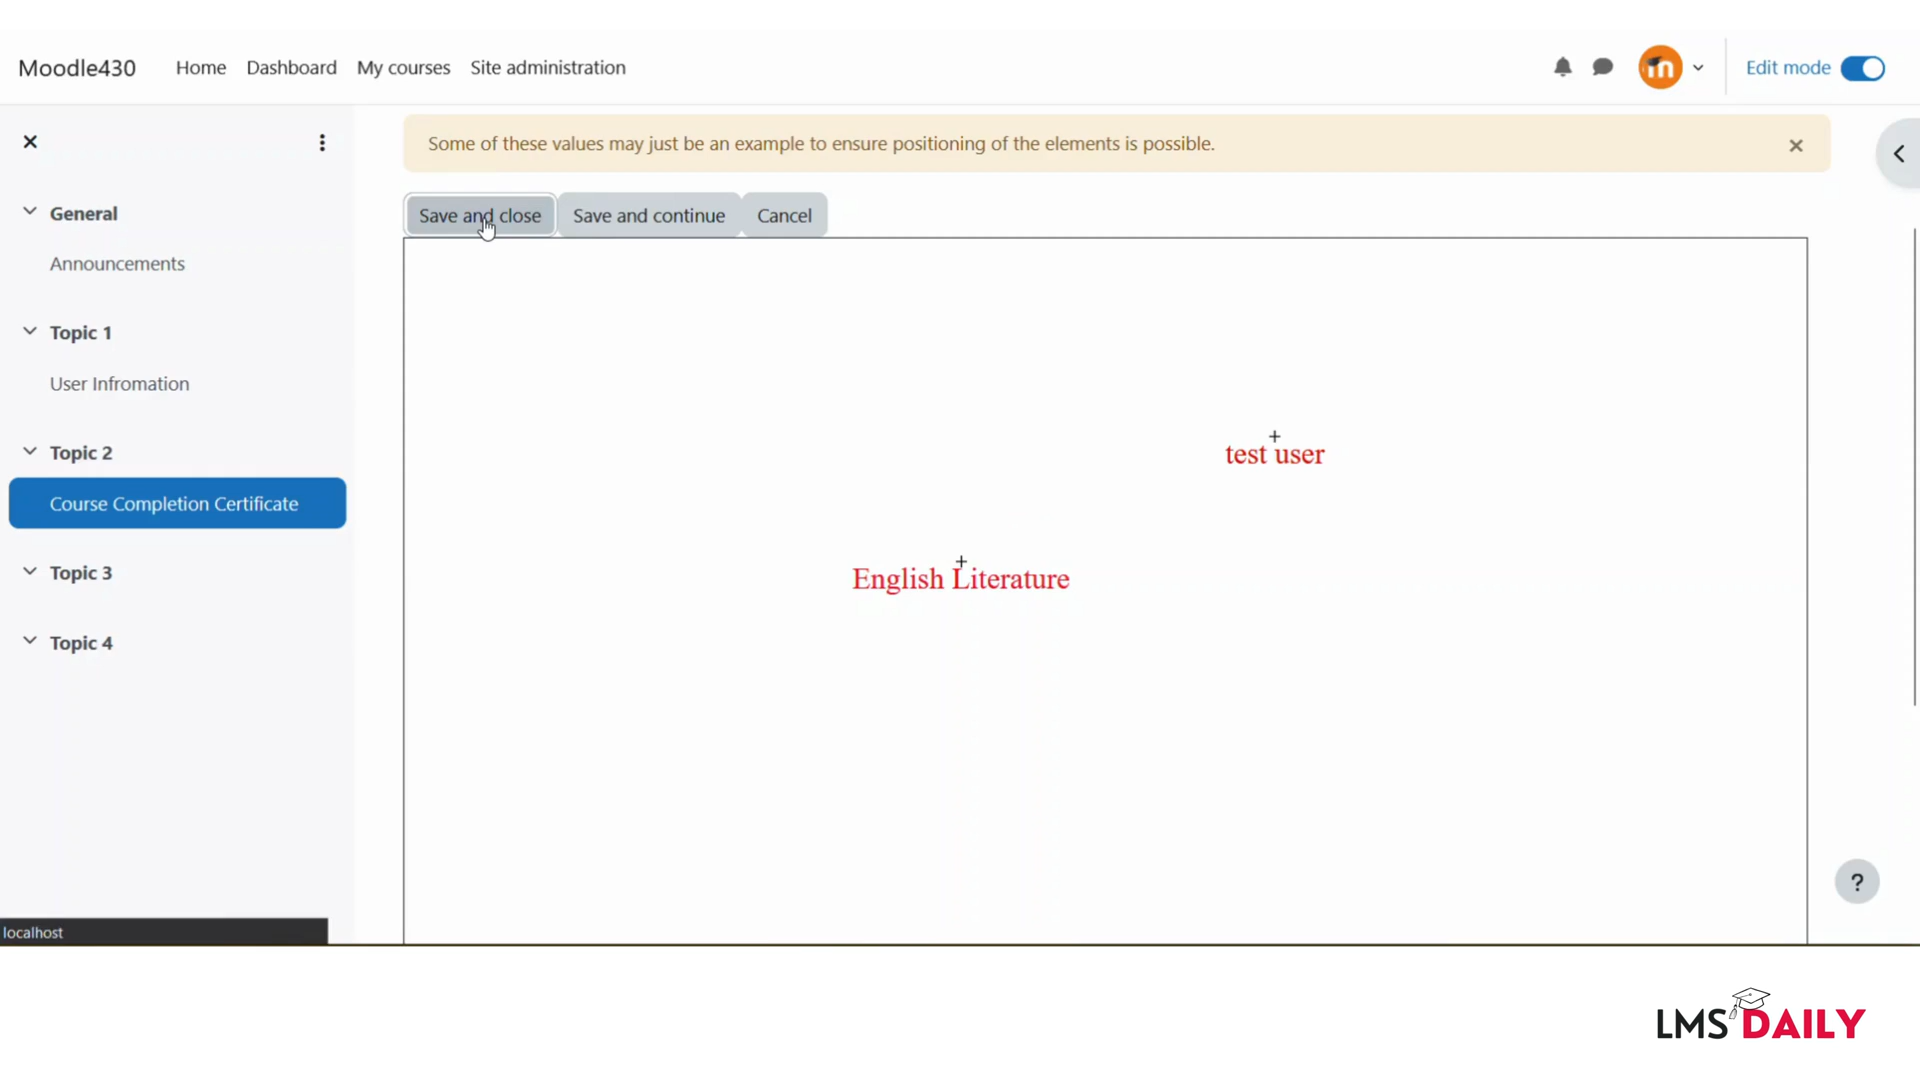 Moodle430
Home
Dashboard
My courses
Site administration
Edit mode
General
Announcements
Topic 1
User Infromation
Topic 2
Course Completion Certificate
Topic 3
Topic 4
Some of these values may just be an example to ensure positioning of the elements is possible.
Save and close
Save and continue
Cancel
test user
English Literature
?
localhost
LMS DAILY